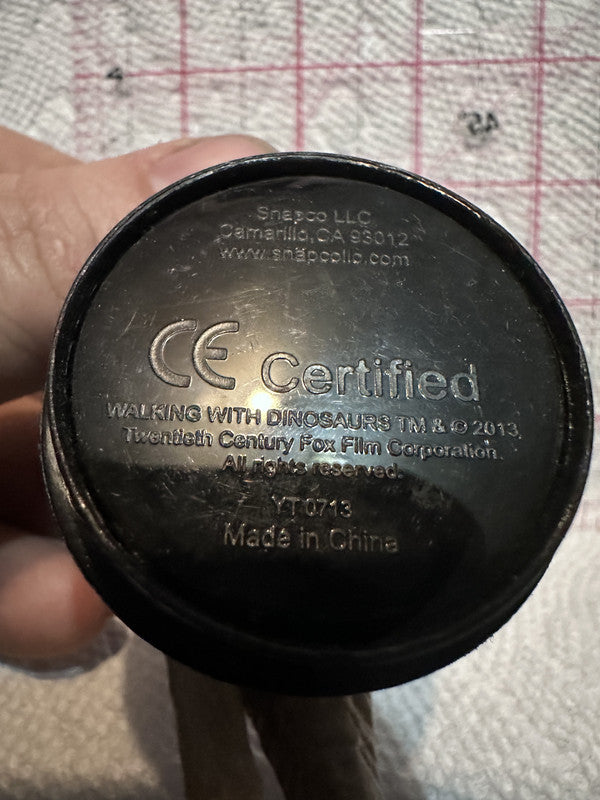 4
Snapco LLC
Camarillo, CA 93012
www.snapcollc.com
CE Certified
WALKING WITH DINOSAURS TM & © 2013
Twentieth Century Fox Film Corporation.
All rights reserved.
YT 0713
Made in China